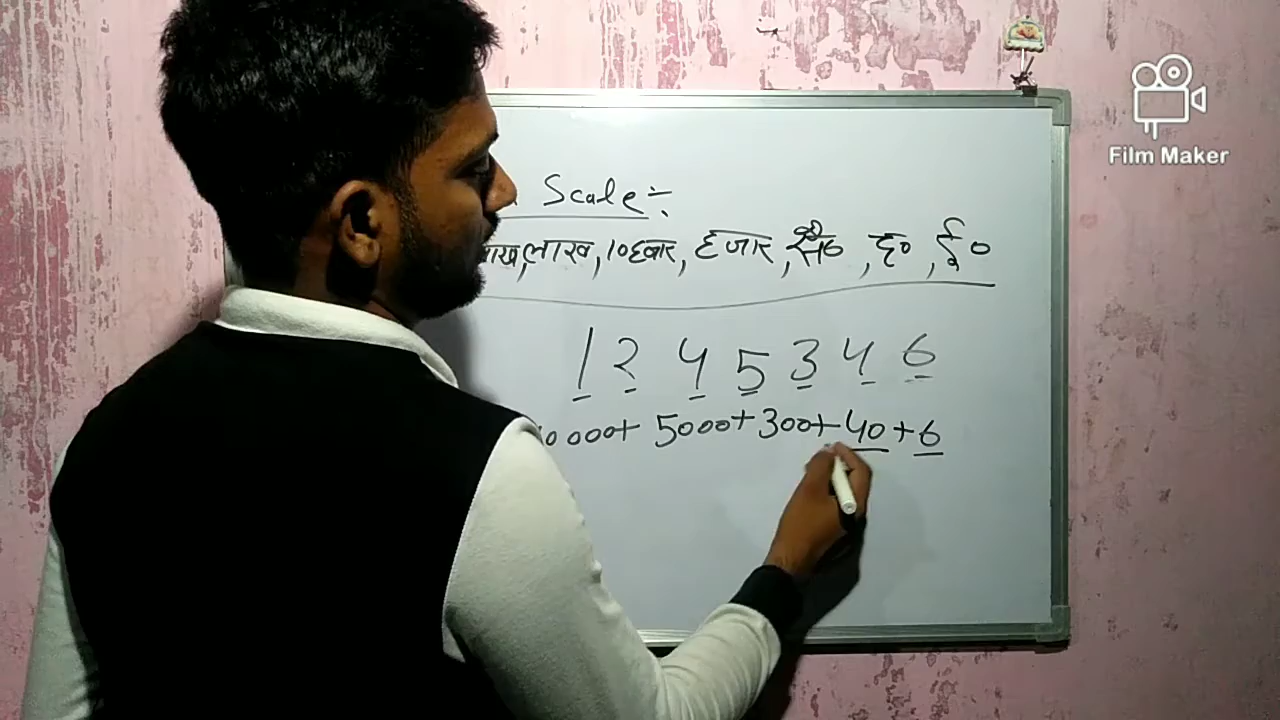 Scale ÷
लाख, १०हजार, हजार, सै०, द०, ई०
1 2 4 5 3 4 6
0000+ 5000+300+40+6
Film Maker